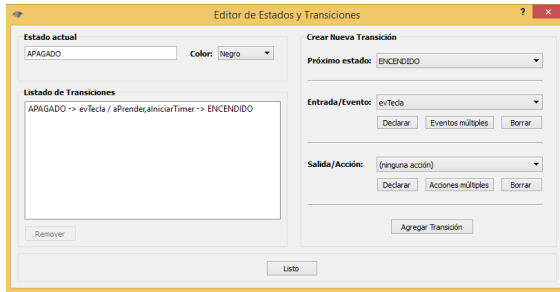 Editor de Estados y Transiciones
? ×
Estado actual
APAGADO Color: Negro
Listado de Transiciones
APAGADO -> evTecla / aPrender,aIniciarTimer -> ENCENDIDO
Remover
Crear Nueva Transición
Próximo estado: ENCENDIDO
Entrada/Evento: evTecla
Declarar Eventos múltiples Borrar
Salida/Acción: (ninguna acción)
Declarar Acciones múltiples Borrar
Agregar Transición
Listo